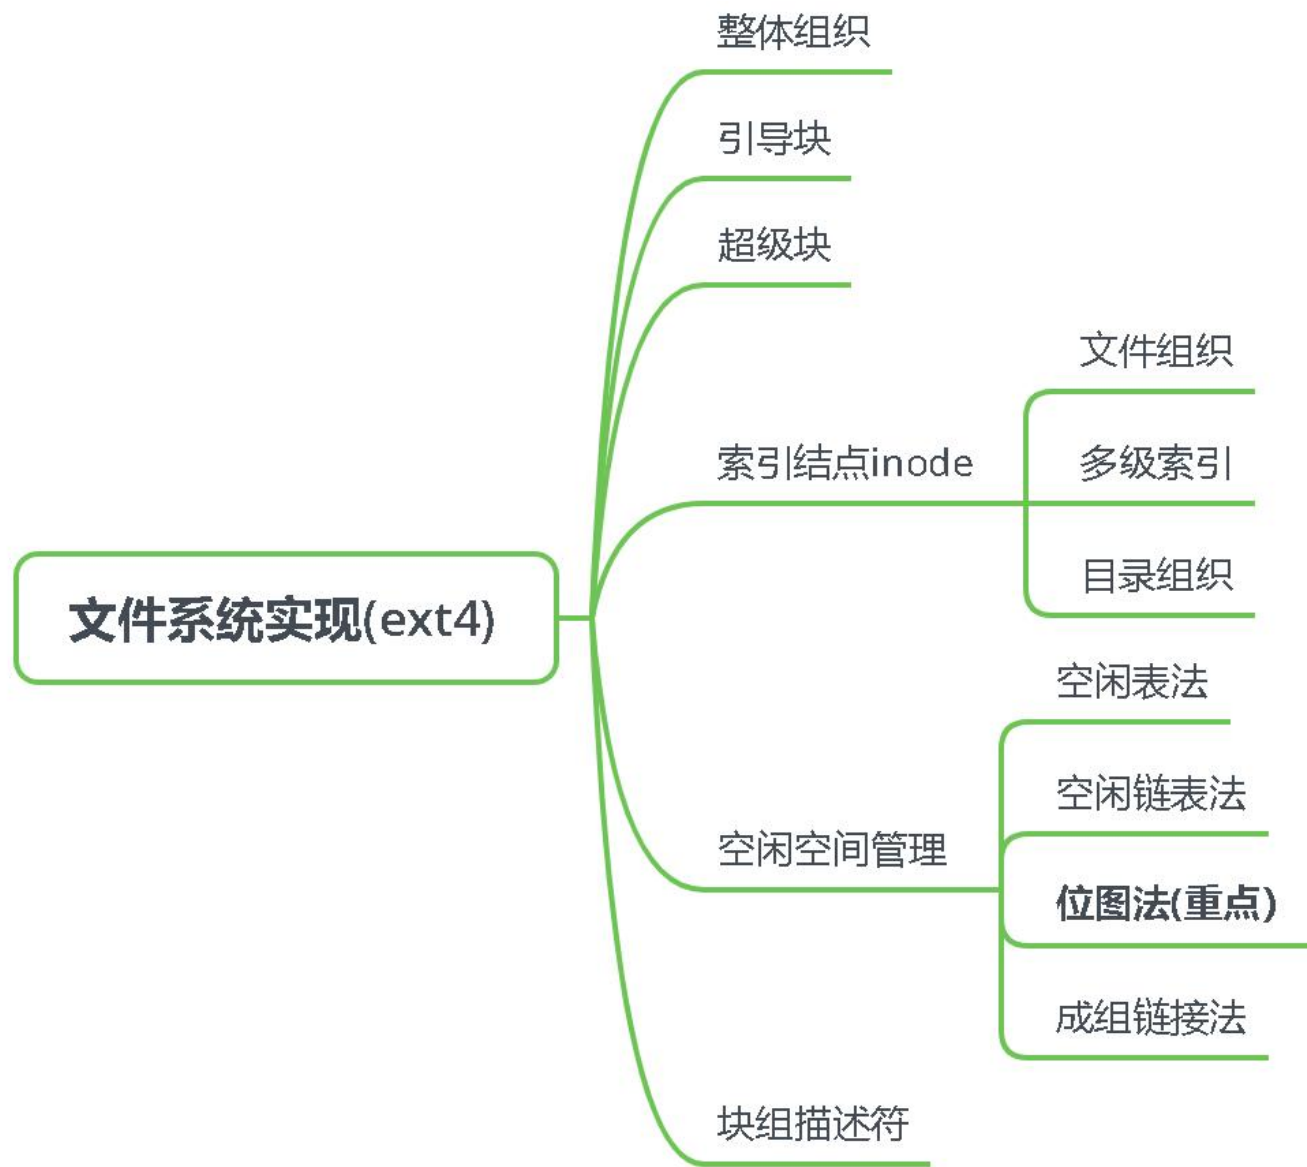 整体组织
引导块
超级块
文件组织
索引结点inode
多级索引
目录组织
文件系统实现(ext4)
空闲表法
空闲链表法
空闲空间管理
位图法(重点)
成组链接法
块组描述符